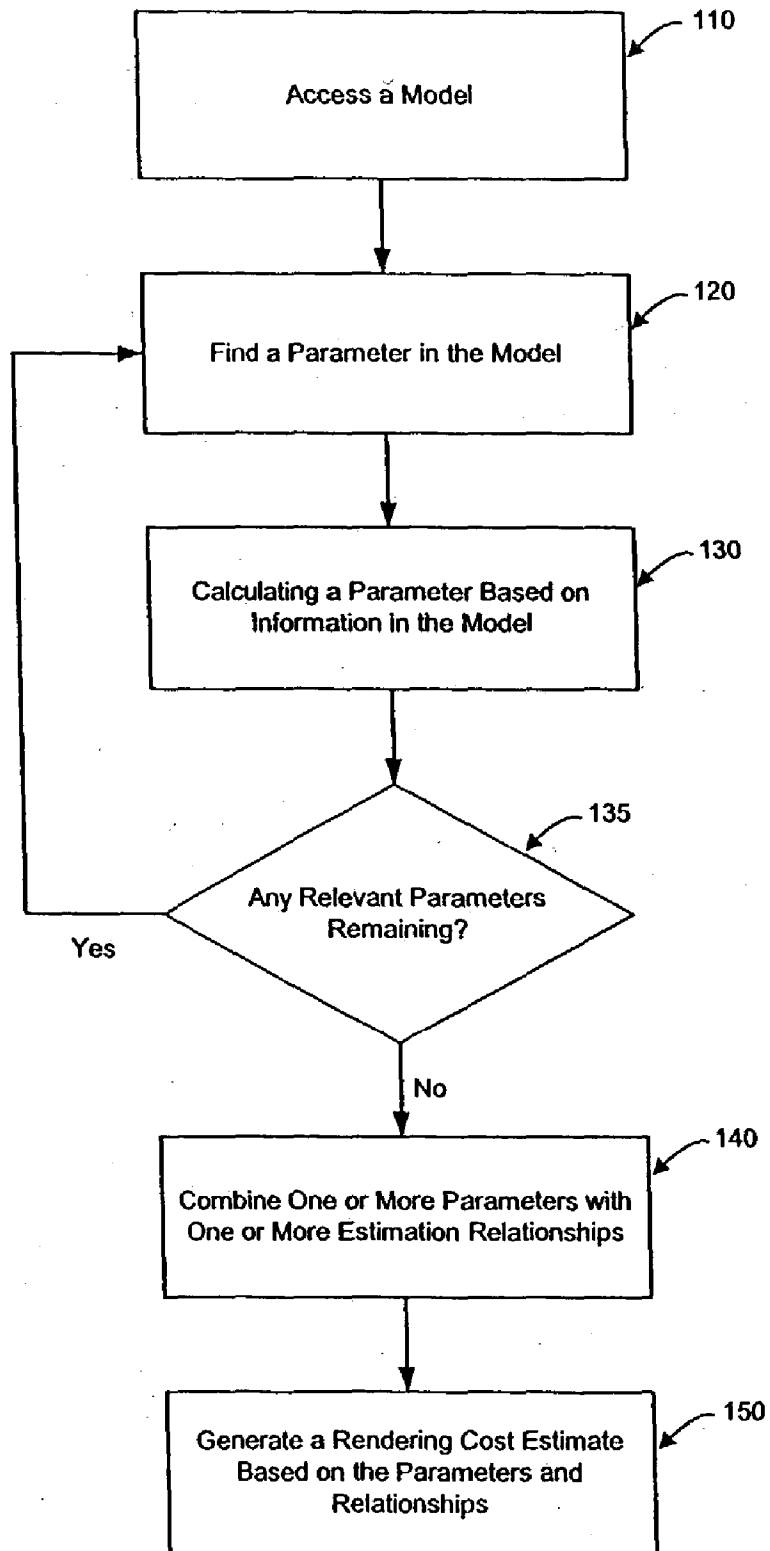 110
Access a Model
120
Find a Parameter in the Model
130
Calculating a Parameter Based on
Information in the Model
135
Any Relevant Parameters
Remaining?
Yes
No
140
Combine One or More Parameters with
One or More Estimation Relationships
150
Generate a Rendering Cost Estimate
Based on the Parameters and
Relationships